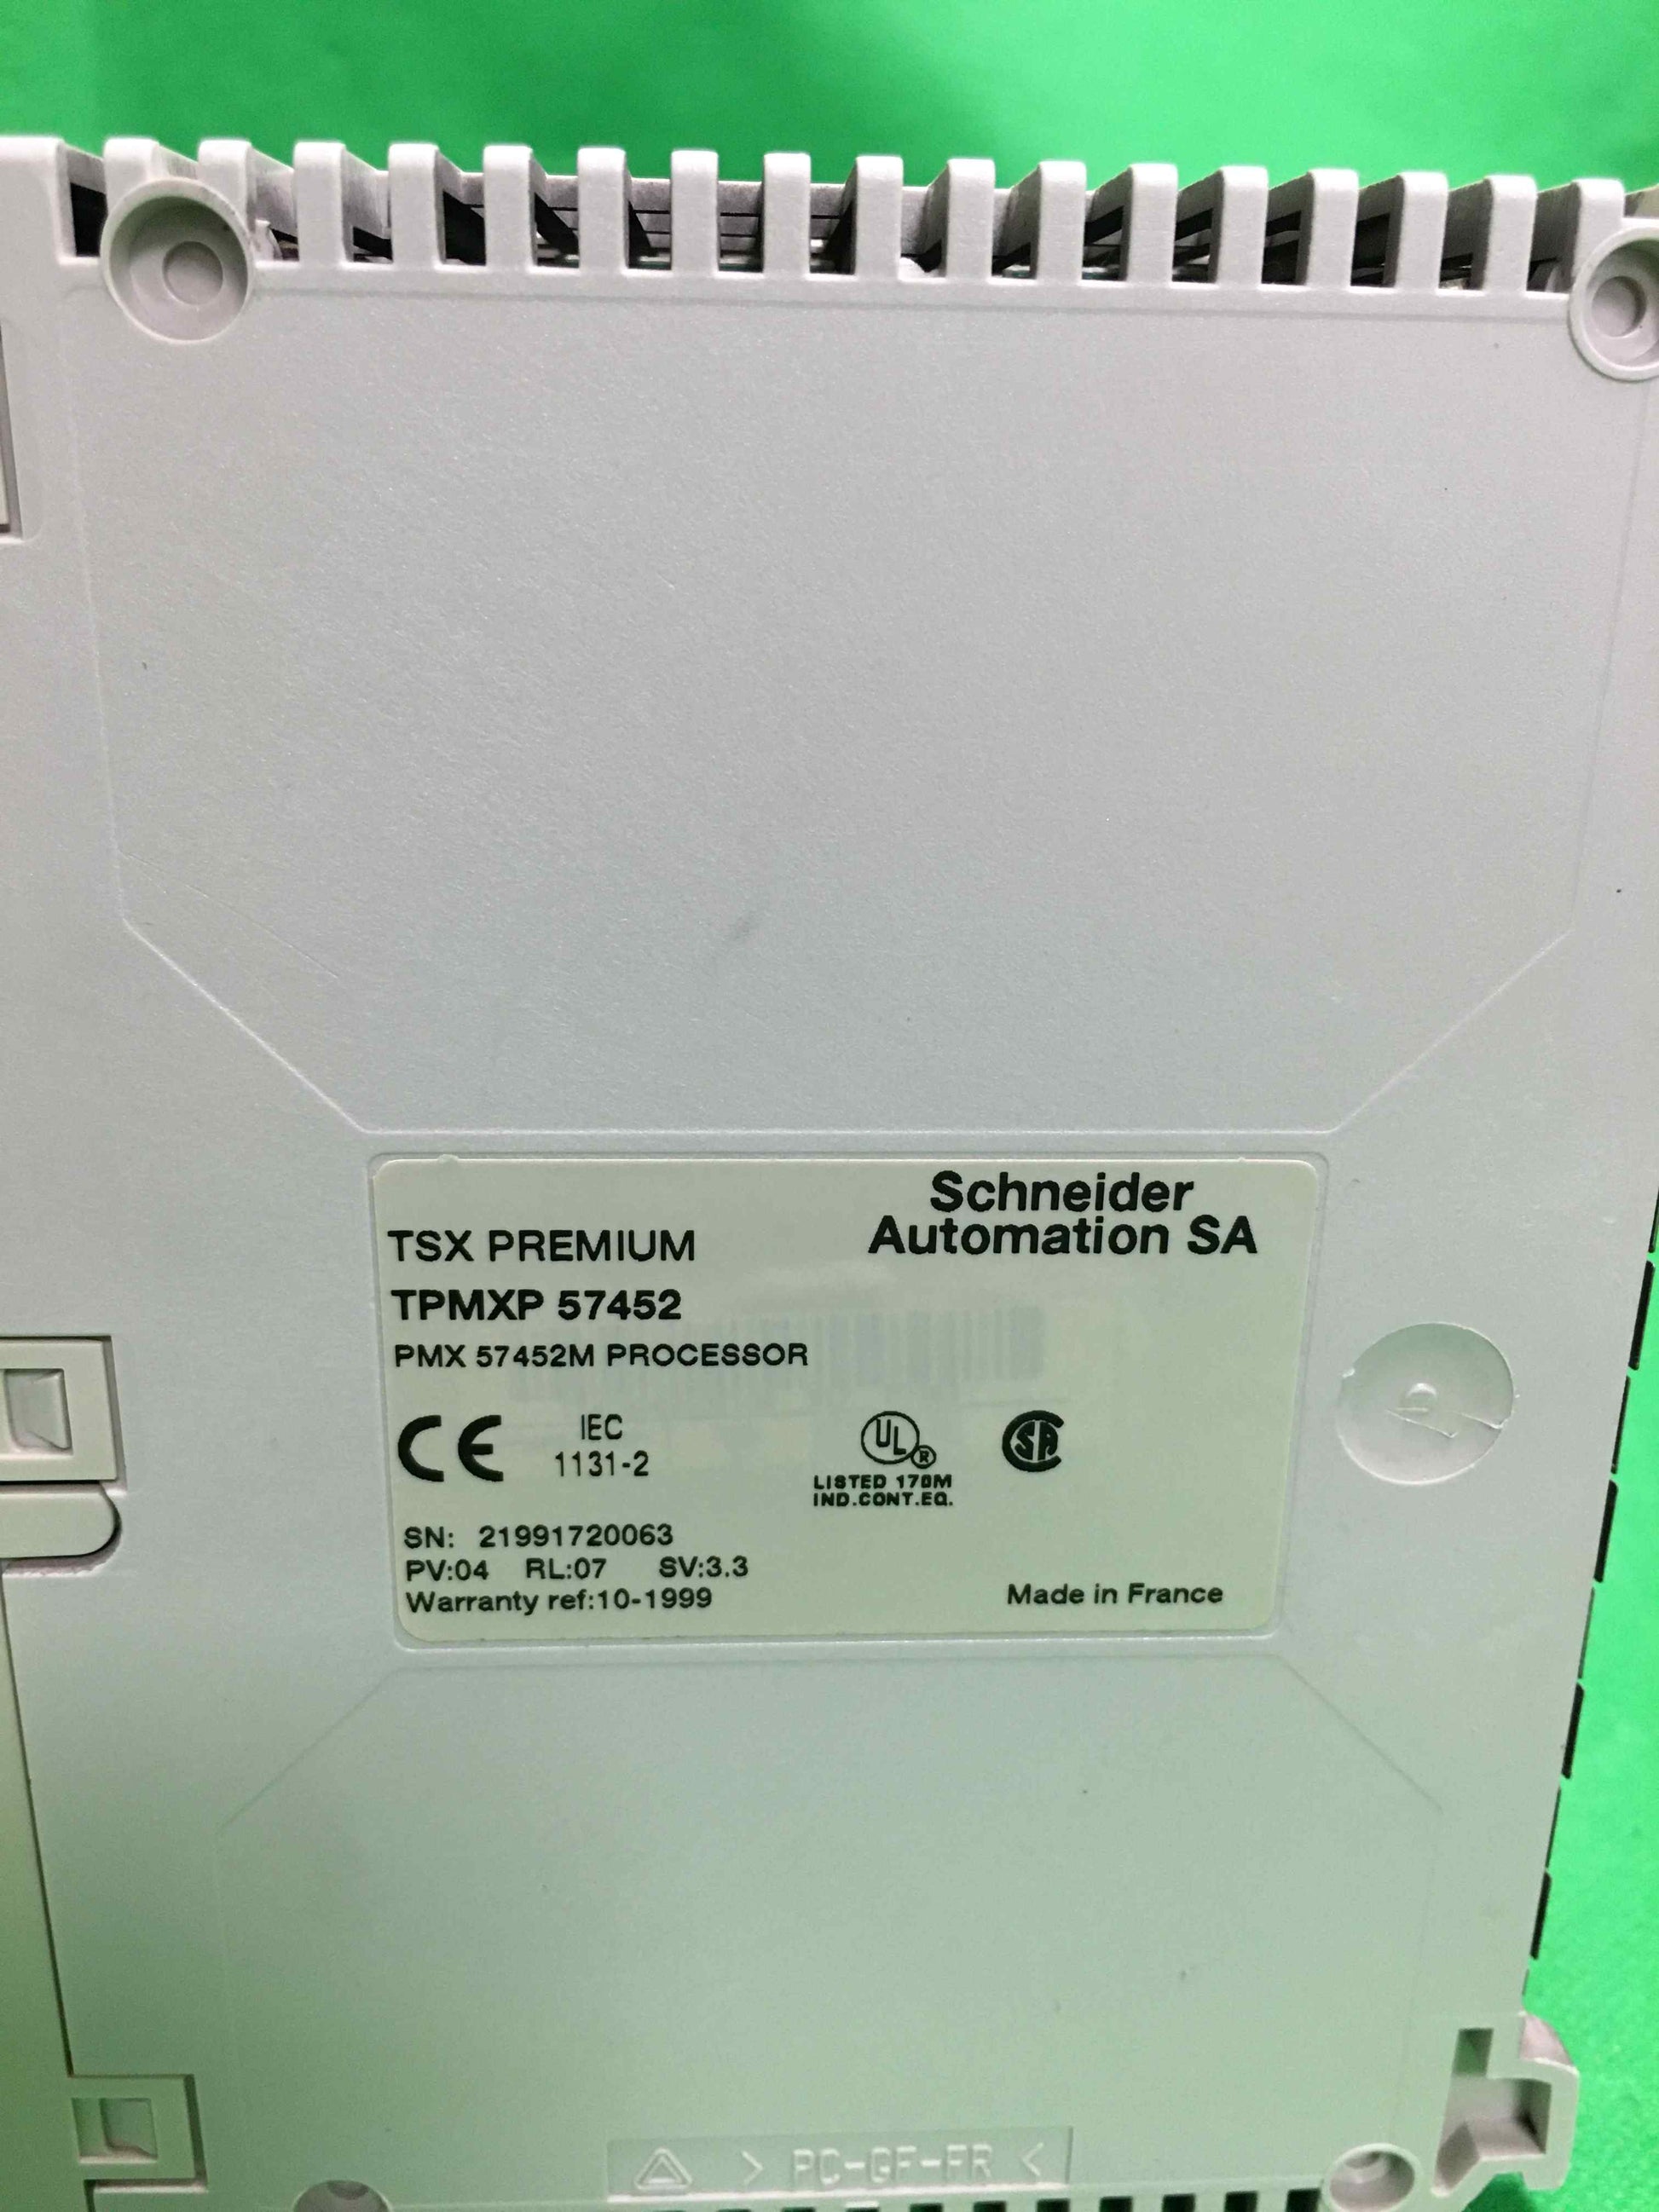 Schneider
Automation SA
TSX PREMIUM
TPMXP 57452
PMX 57452M PROCESSOR
CE
IEC
1131-2
UL®
LISTED 170M
IND.CONT.EQ.
SA
SN: 21991720063
PV:04 RL:07 SV:3.3
Warranty ref:10-1999
Made in France
> PC-GF-FR <